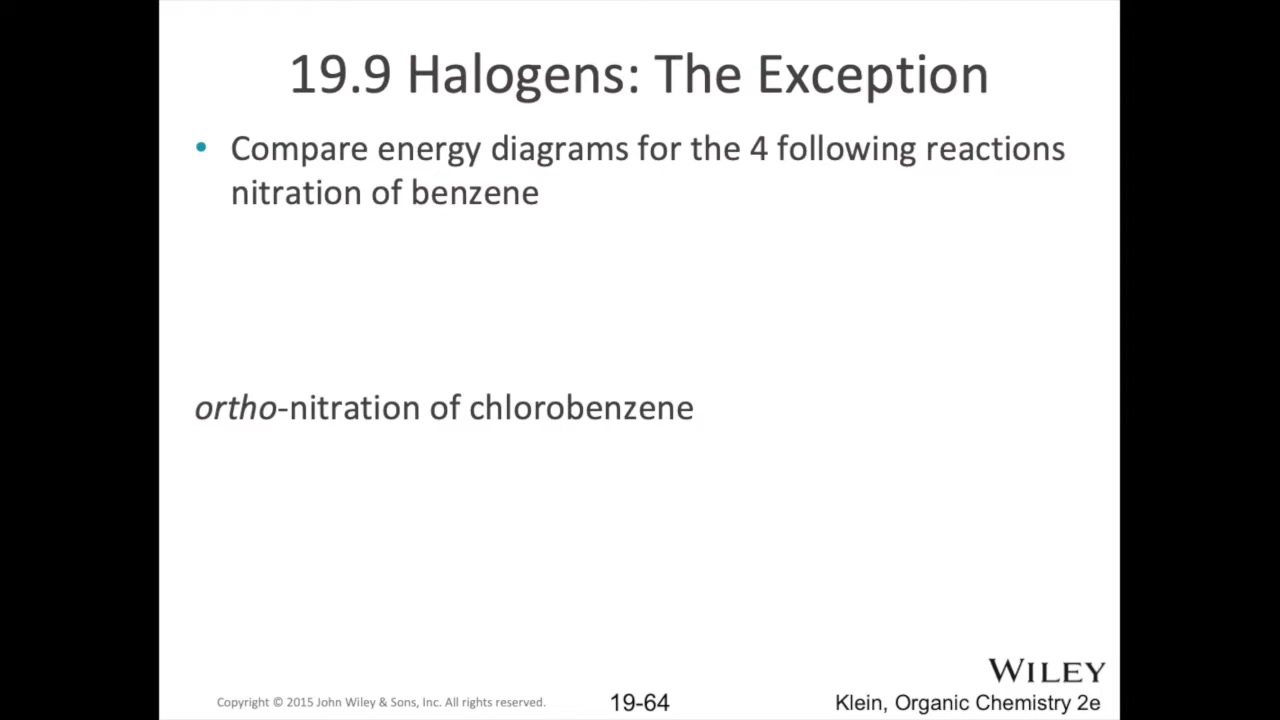 19.9 Halogens: The Exception
• Compare energy diagrams for the 4 following reactions
nitration of benzene
ortho-nitration of chlorobenzene
WILEY
Copyright © 2015 John Wiley & Sons, Inc. All rights reserved.
19-64
Klein, Organic Chemistry 2e